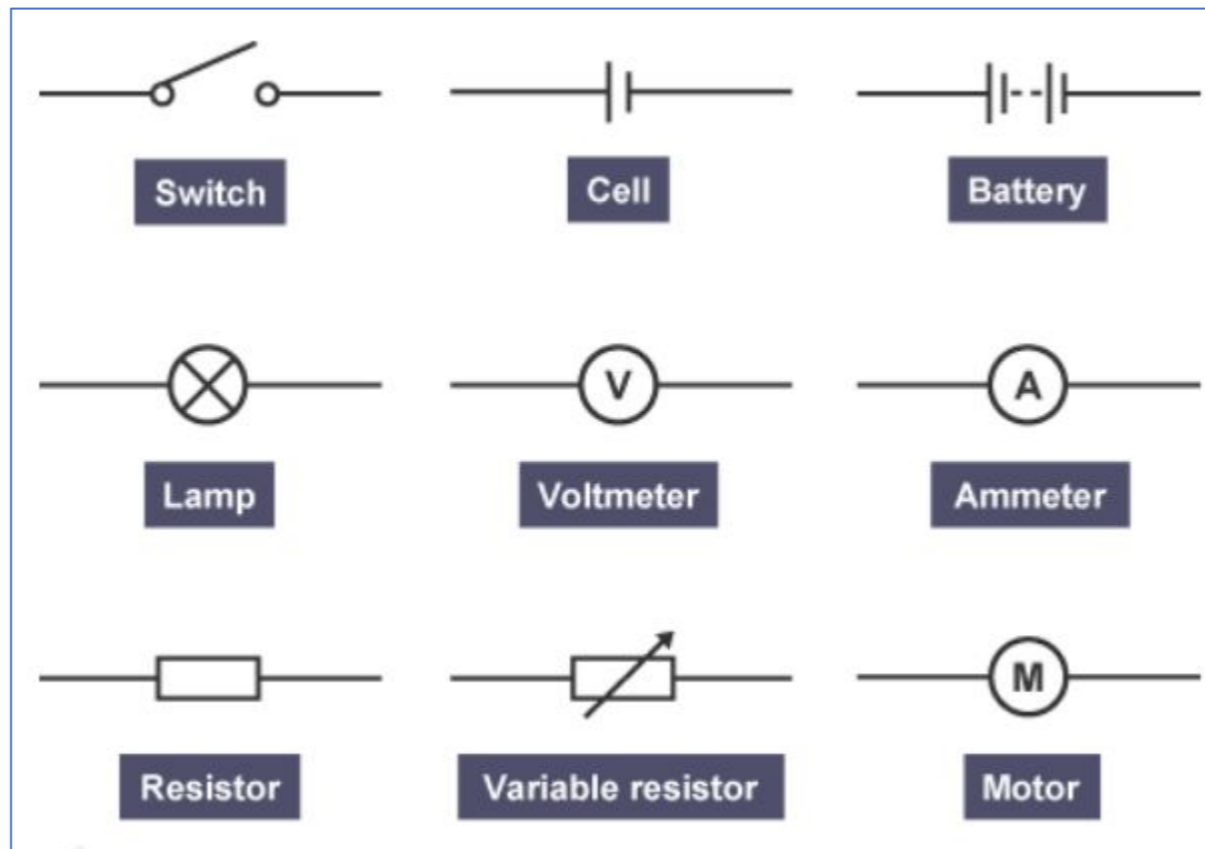 Switch
Cell
Battery
V
A
Lamp
Voltmeter
Ammeter
M
Resistor
Variable resistor
Motor